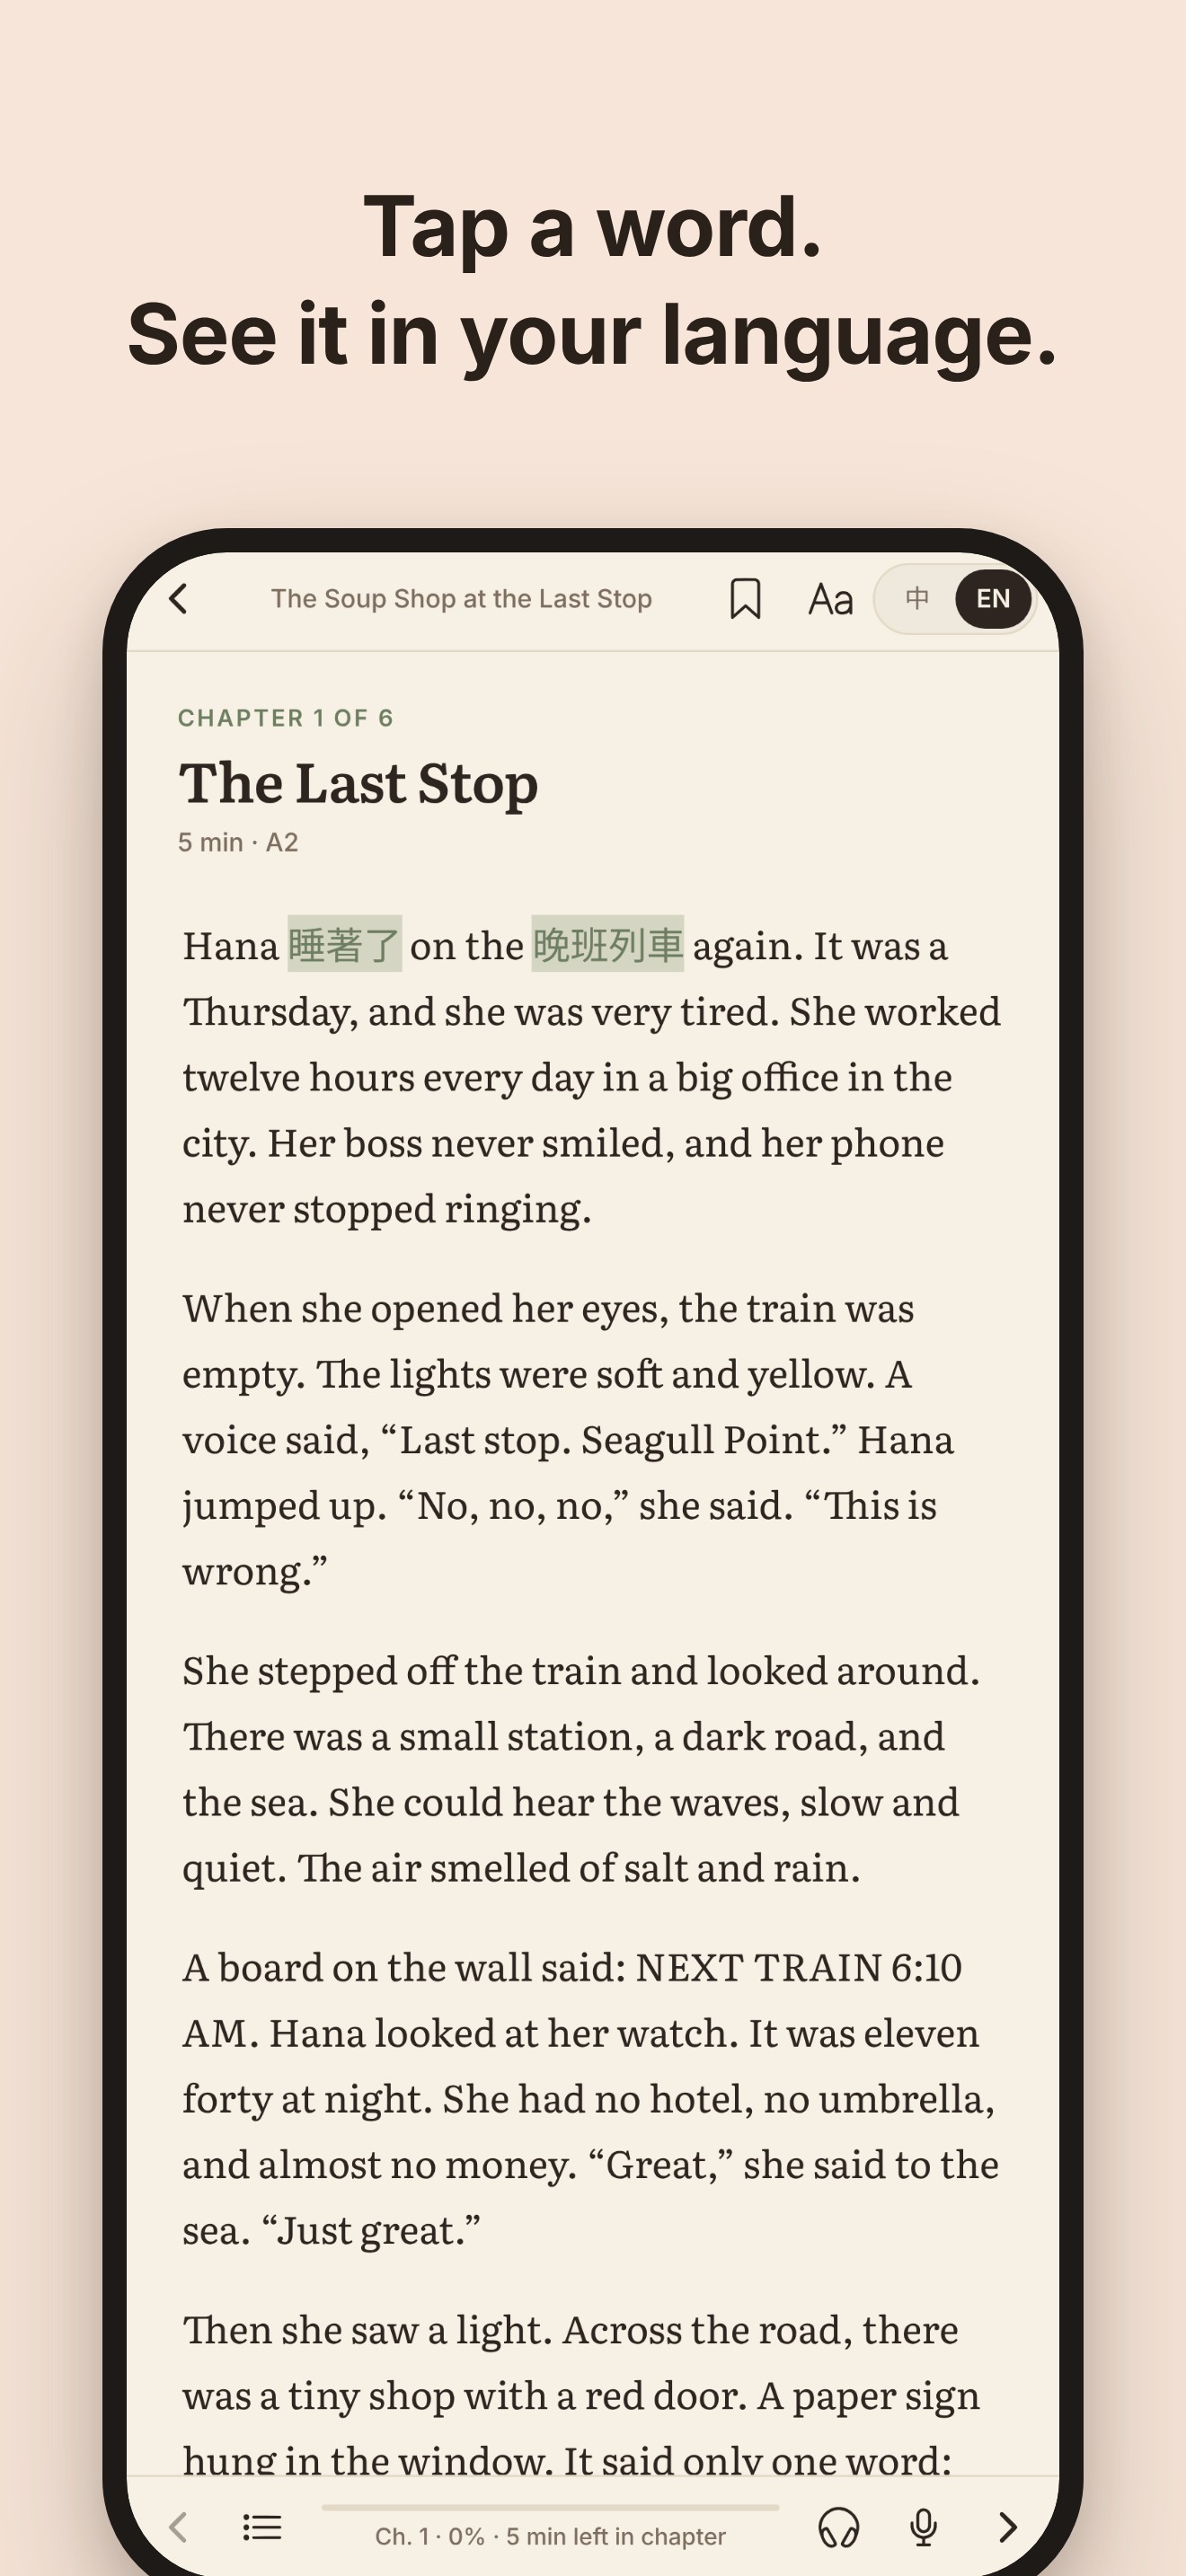 Tap a word.
See it in your language.
The Soup Shop at the Last Stop
Aa
中
EN
CHAPTER 1 OF 6
The Last Stop
5 min · A2
Hana 睡著了 on the 晚班列車 again. It was a
Thursday, and she was very tired. She worked
twelve hours every day in a big office in the
city. Her boss never smiled, and her phone
never stopped ringing.
When she opened her eyes, the train was
empty. The lights were soft and yellow. A
voice said, “Last stop. Seagull Point.” Hana
jumped up. “No, no, no,” she said. “This is
wrong.”
She stepped off the train and looked around.
There was a small station, a dark road, and
the sea. She could hear the waves, slow and
quiet. The air smelled of salt and rain.
A board on the wall said: NEXT TRAIN 6:10
AM. Hana looked at her watch. It was eleven
forty at night. She had no hotel, no umbrella,
and almost no money. “Great,” she said to the
sea. “Just great.”
Then she saw a light. Across the road, there
was a tiny shop with a red door. A paper sign
hung in the window. It said only one word:
Ch. 1 · 0% · 5 min left in chapter